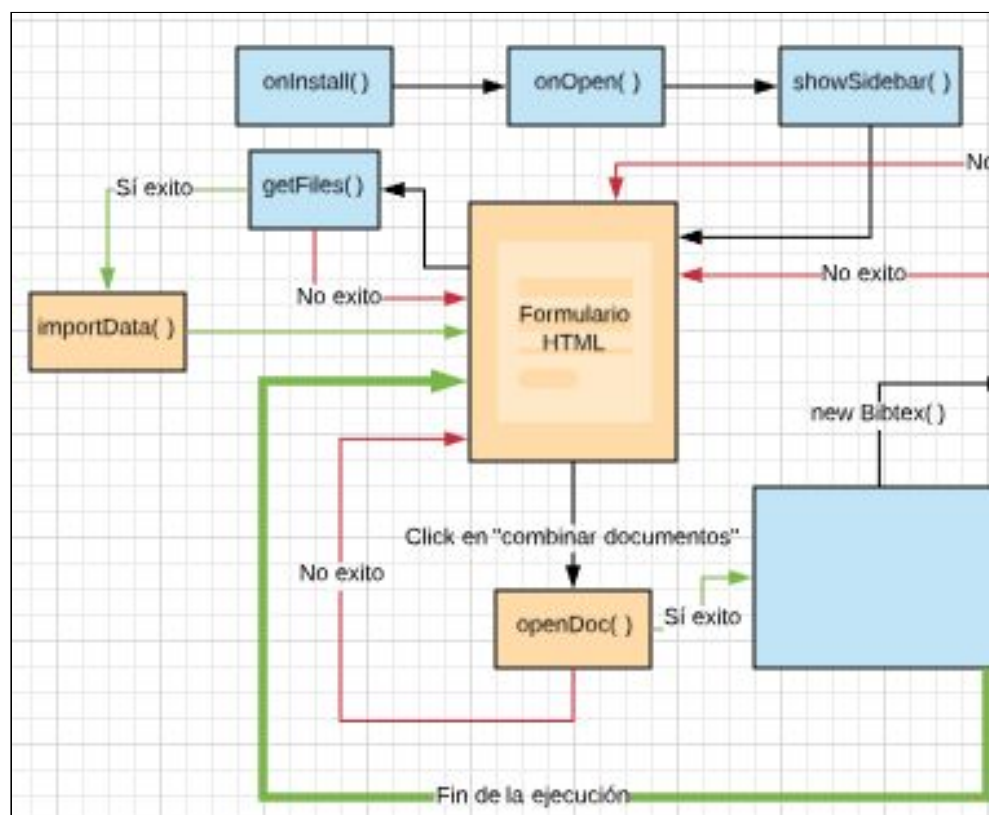 onInstall( )
onOpen( )
showSidebar( )
Sí exito
getFiles( )
No
No exito
No exito
importData( )
Formulario
HTML
new Bibtex( )
Click en "combinar documentos"
No exito
openDoc( )
Sí exito
Fin de la ejecución